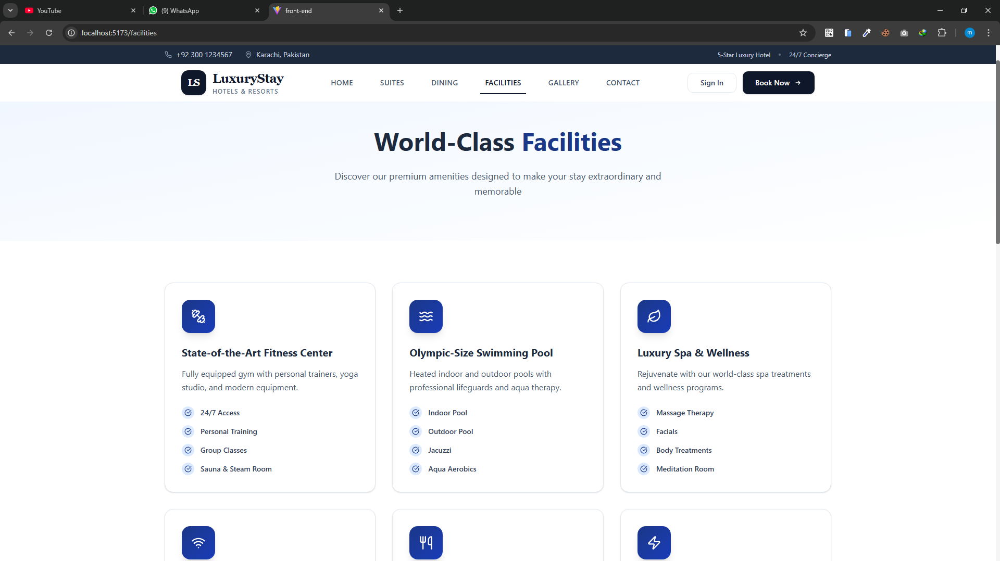 YouTube
(9) WhatsApp
front-end
localhost:5173/facilities
m
+92 300 1234567
Karachi, Pakistan
5-Star Luxury Hotel
24/7 Concierge
LS
LuxuryStay
HOTELS & RESORTS
HOME
SUITES
DINING
FACILITIES
GALLERY
CONTACT
Sign In
Book Now
World-Class Facilities
Discover our premium amenities designed to make your stay extraordinary and
memorable
State-of-the-Art Fitness Center
Fully equipped gym with personal trainers, yoga
studio, and modern equipment.
24/7 Access
Personal Training
Group Classes
Sauna & Steam Room
Olympic-Size Swimming Pool
Heated indoor and outdoor pools with
professional lifeguards and aqua therapy.
Indoor Pool
Outdoor Pool
Jacuzzi
Aqua Aerobics
Luxury Spa & Wellness
Rejuvenate with our world-class spa treatments
and wellness programs.
Massage Therapy
Facials
Body Treatments
Meditation Room